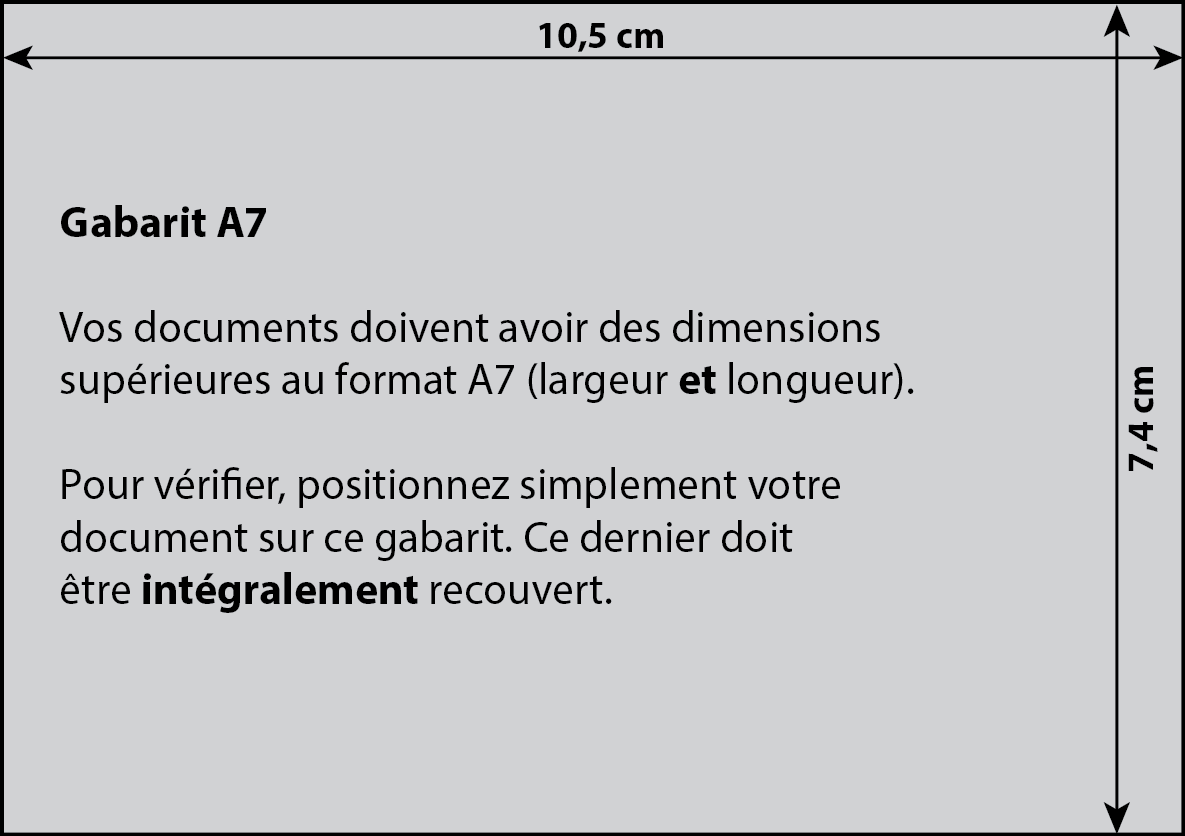 10,5 cm
Gabarit A7
Vos documents doivent avoir des dimensions
supérieures au format A7 (largeur et longueur).
7,4 cm
Pour vérifier, positionnez simplement votre
document sur ce gabarit. Ce dernier doit
être intégralement recouvert.